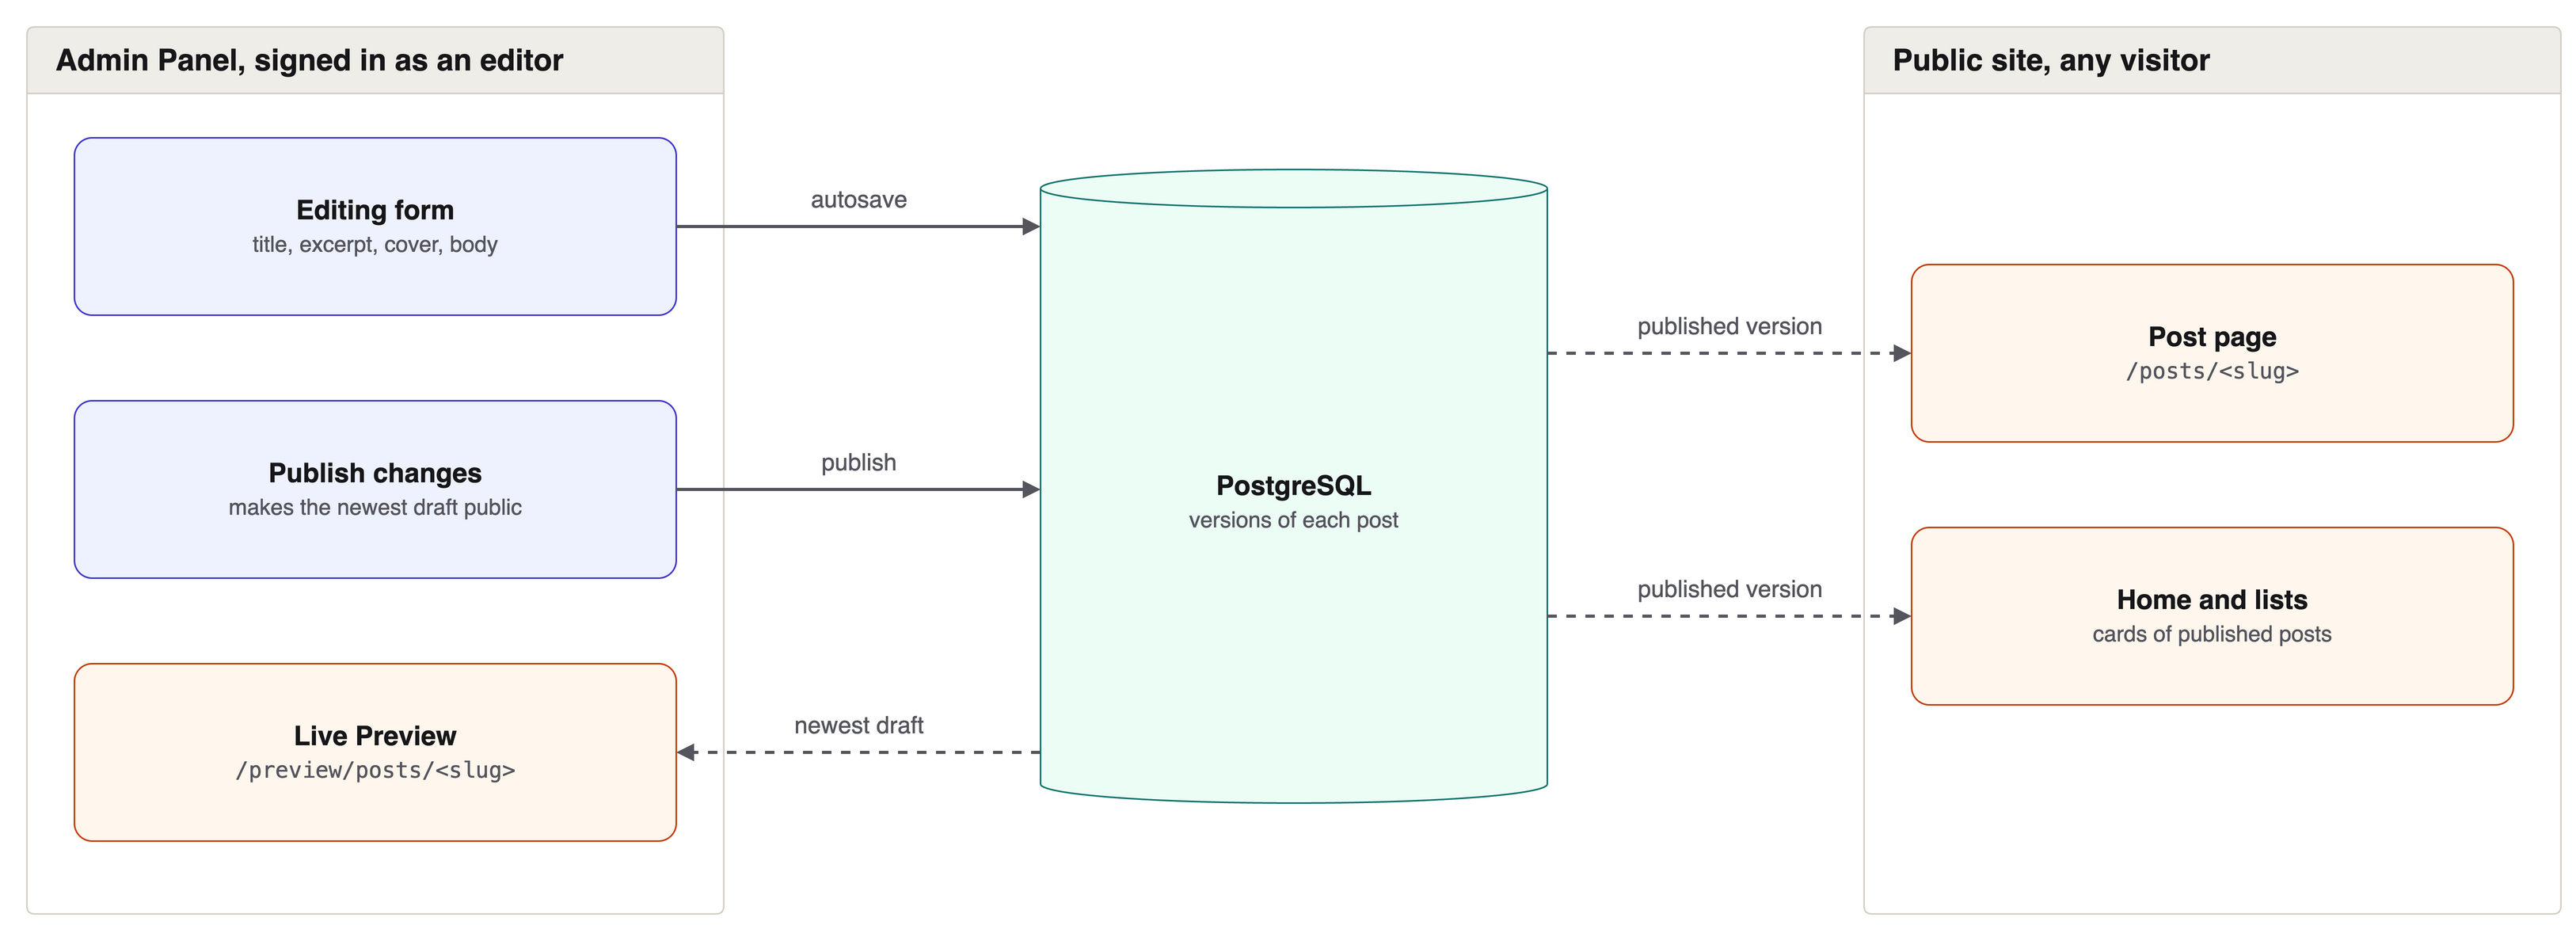 Admin Panel, signed in as an editor
Editing form
title, excerpt, cover, body
Publish changes
makes the newest draft public
Live Preview
/preview/posts/<slug>
autosave
publish
newest draft
PostgreSQL
versions of each post
published version
published version
Public site, any visitor
Post page
/posts/<slug>
Home and lists
cards of published posts